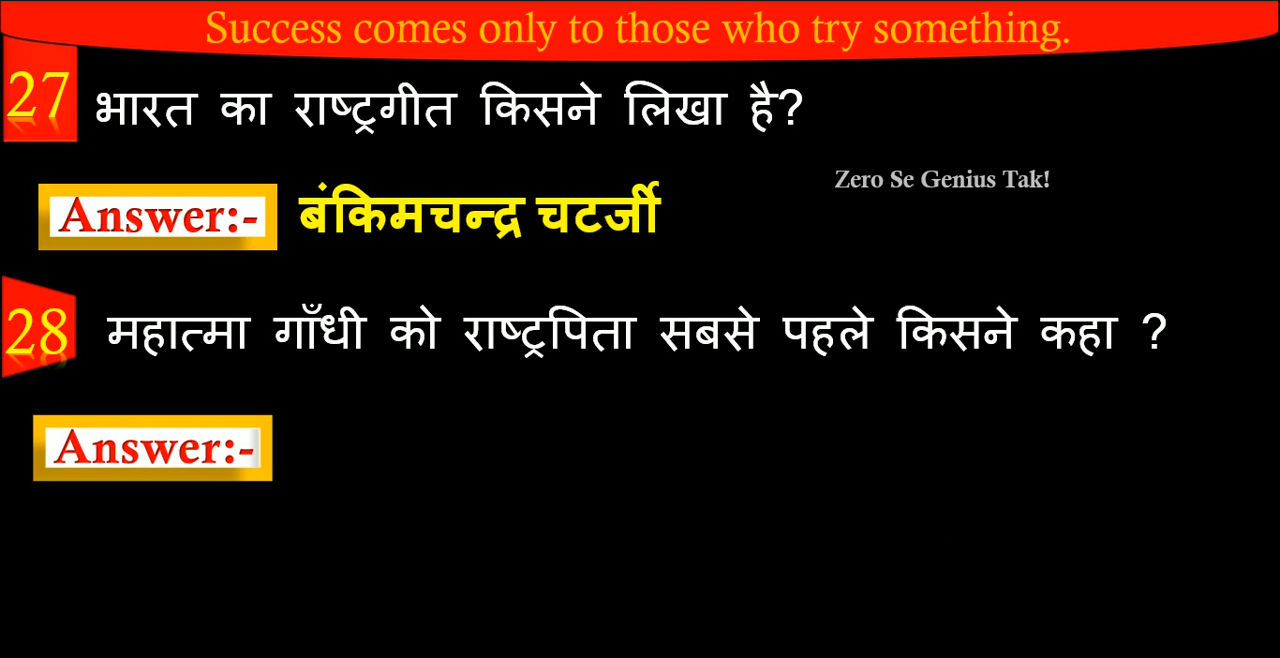 Success comes only to those who try something.
27 भारत का राष्ट्रगीत किसने लिखा है?
Zero Se Genius Tak!
Answer:- बंकिमचन्द्र चटर्जी
28 महात्मा गाँधी को राष्ट्रपिता सबसे पहले किसने कहा ?
Answer:-